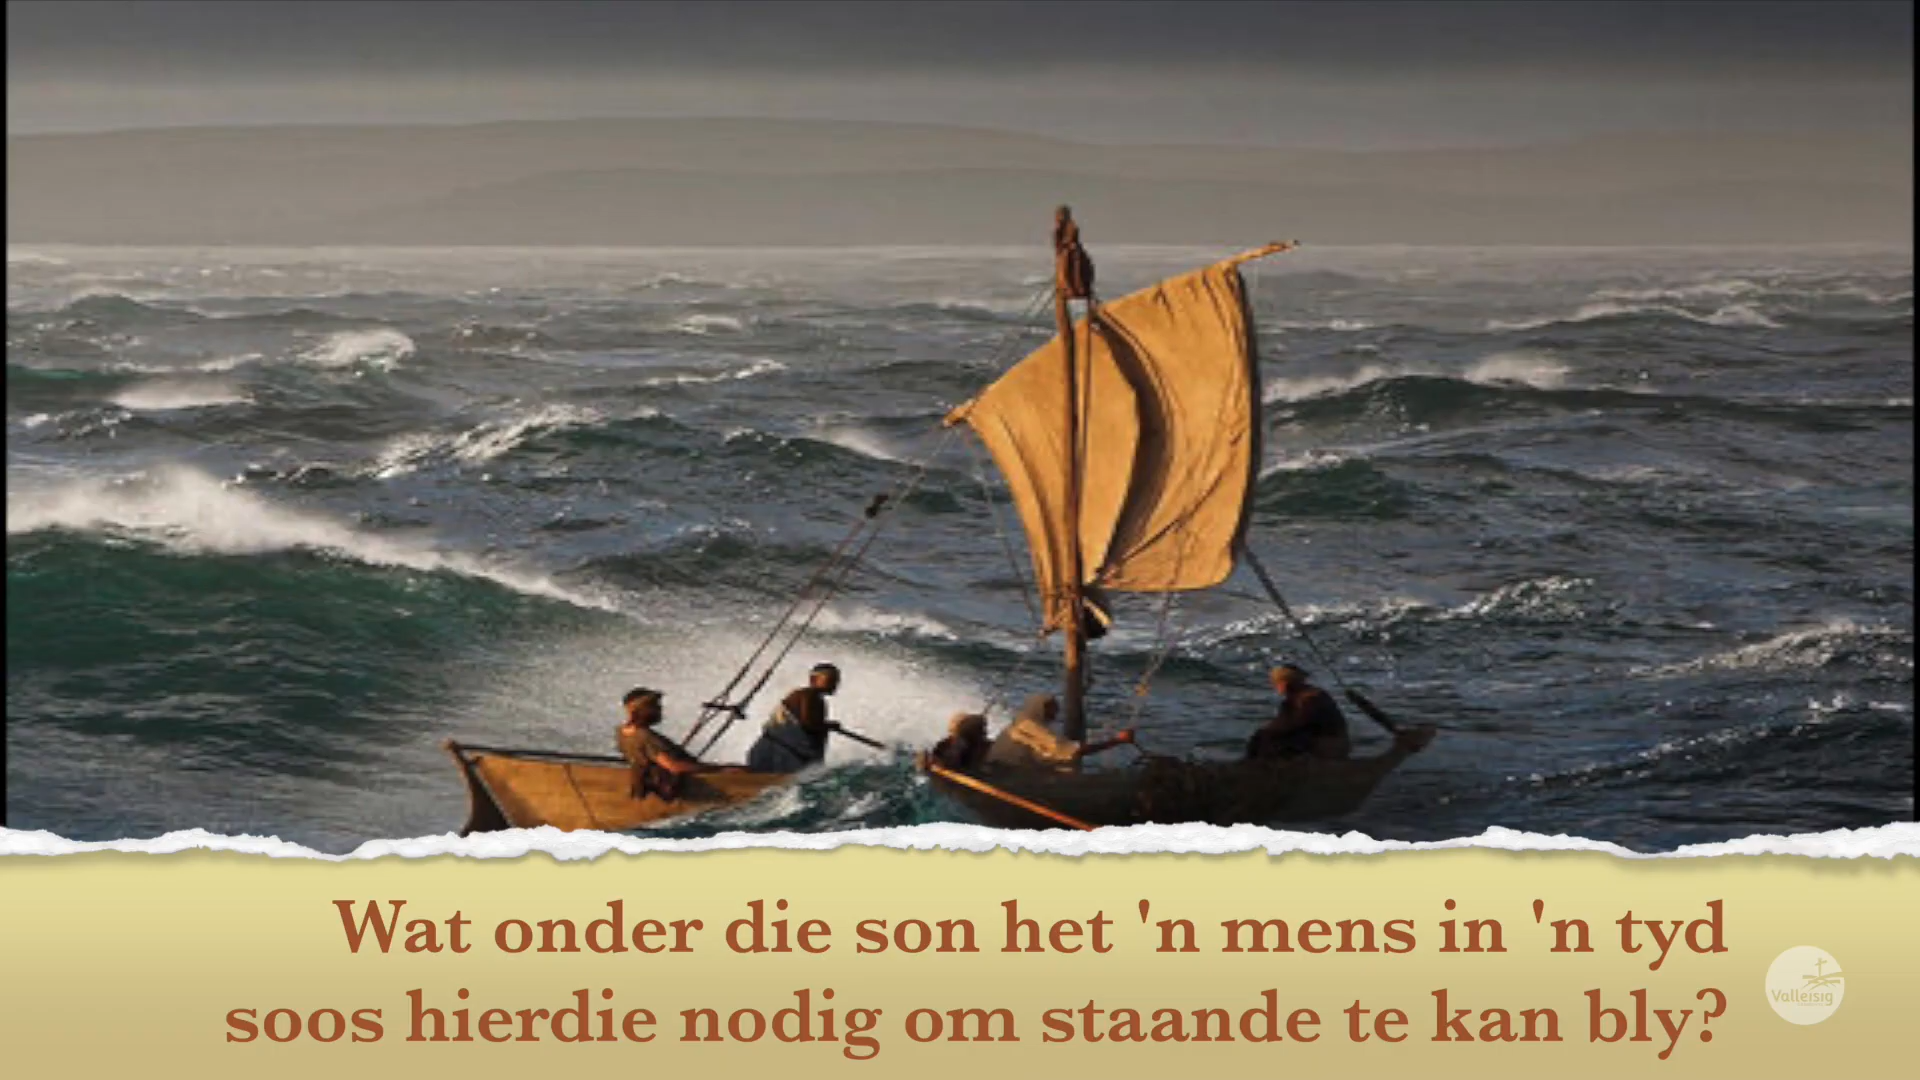 Wat onder die son het 'n mens in 'n tyd
soos hierdie nodig om staande te kan bly?
Valleisig